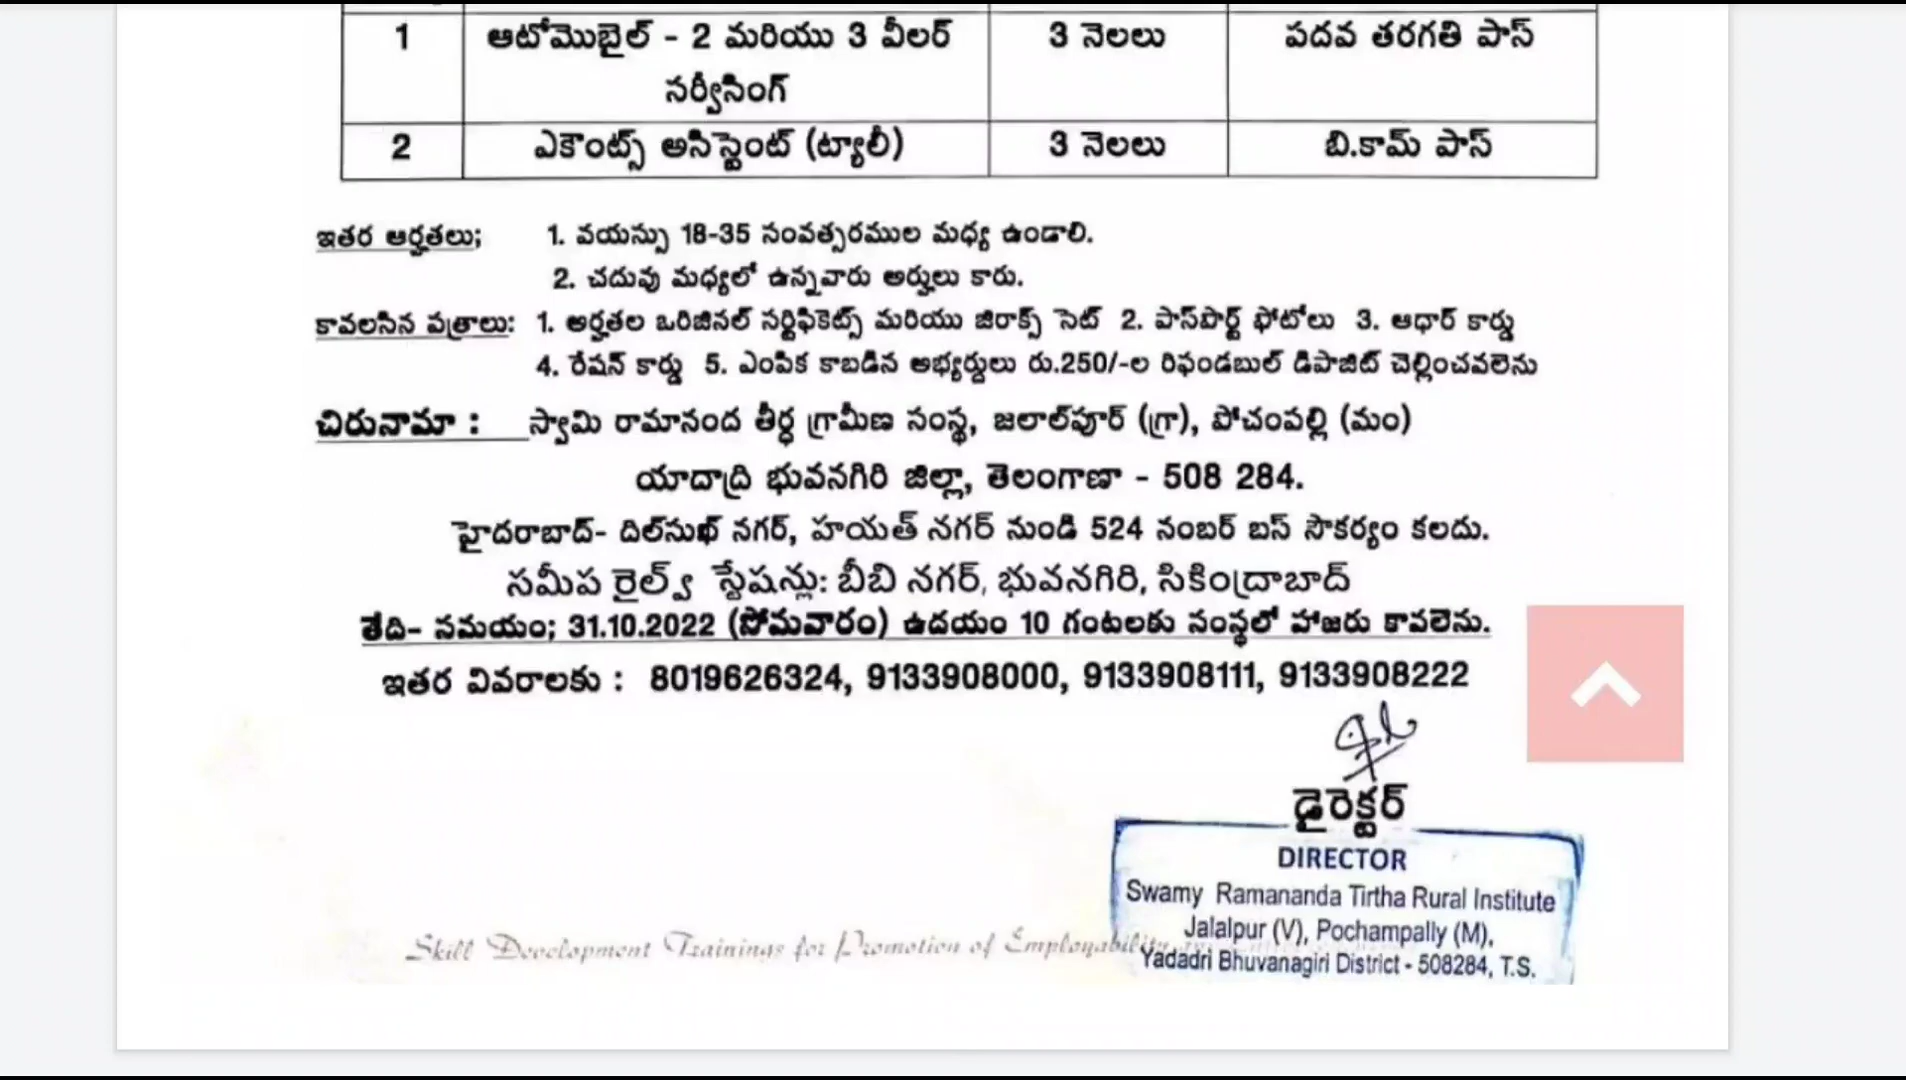 1 ఆటోమొబైల్ - 2 మరియు 3 వీలర్ సర్వీసింగ్ 3 నెలలు పదవ తరగతి పాస్
2 ఎకౌంట్స్ అసిస్టెంట్ (ట్యాలీ) 3 నెలలు బి.కామ్ పాస్
ఇతర ఆర్హతలు; 1. వయస్సు 18-35 సంవత్సరముల మధ్య ఉండాలి.
2. చదువు మధ్యలో ఉన్నవారు అర్హులు కారు.
కావలసిన పత్రాలు: 1. అర్హతల ఒరిజినల్ సర్టిఫికెట్స్ మరియు జిరాక్స్ సెట్ 2. పాస్‌పొర్ట్ ఫోటోలు 3. ఆధార్ కార్డు
4. రేషన్ కార్డు 5. ఎంపిక కాబడిన అభ్యర్థులు రు.250/-ల రిఫండబుల్ డిపాజిట్ చెల్లించవలెను
చిరునామా : స్వామి రామానంద తీర్థ గ్రామీణ సంస్థ, జలాల్‌పూర్ (గ్రా), పోచంపల్లి (మం)
యాదాద్రి భువనగిరి జిల్లా, తెలంగాణా - 508 284.
హైదరాబాద్- దిల్‌సుఖ్ నగర్, హయత్ నగర్ నుండి 524 నంబర్ బస్ సౌకర్యం కలదు.
సమీప రైల్వే స్టేషన్లు: బీబి నగర్, భువనగిరి, సికింద్రాబాద్
తేది- సమయం; 31.10.2022 (సోమవారం) ఉదయం 10 గంటలకు సంస్థలో హాజరు కావలెను.
ఇతర వివరాలకు : 8019626324, 9133908000, 9133908111, 9133908222
డైరెక్టర్
DIRECTOR
Swamy Ramananda Tirtha Rural Institute
Jalalpur (V), Pochampally (M),
Yadadri Bhuvanagiri District - 508284, T.S.
Skill Development Trainings for Promotion of Employability